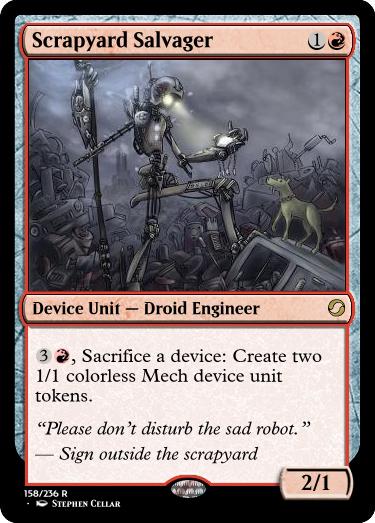 Scrapyard Salvager 1
Device Unit — Droid Engineer
3, Sacrifice a device: Create two
1/1 colorless Mech device unit
tokens.
“Please don’t disturb the sad robot.”
— Sign outside the scrapyard
2/1
158/236 R
· Stephen Cellar